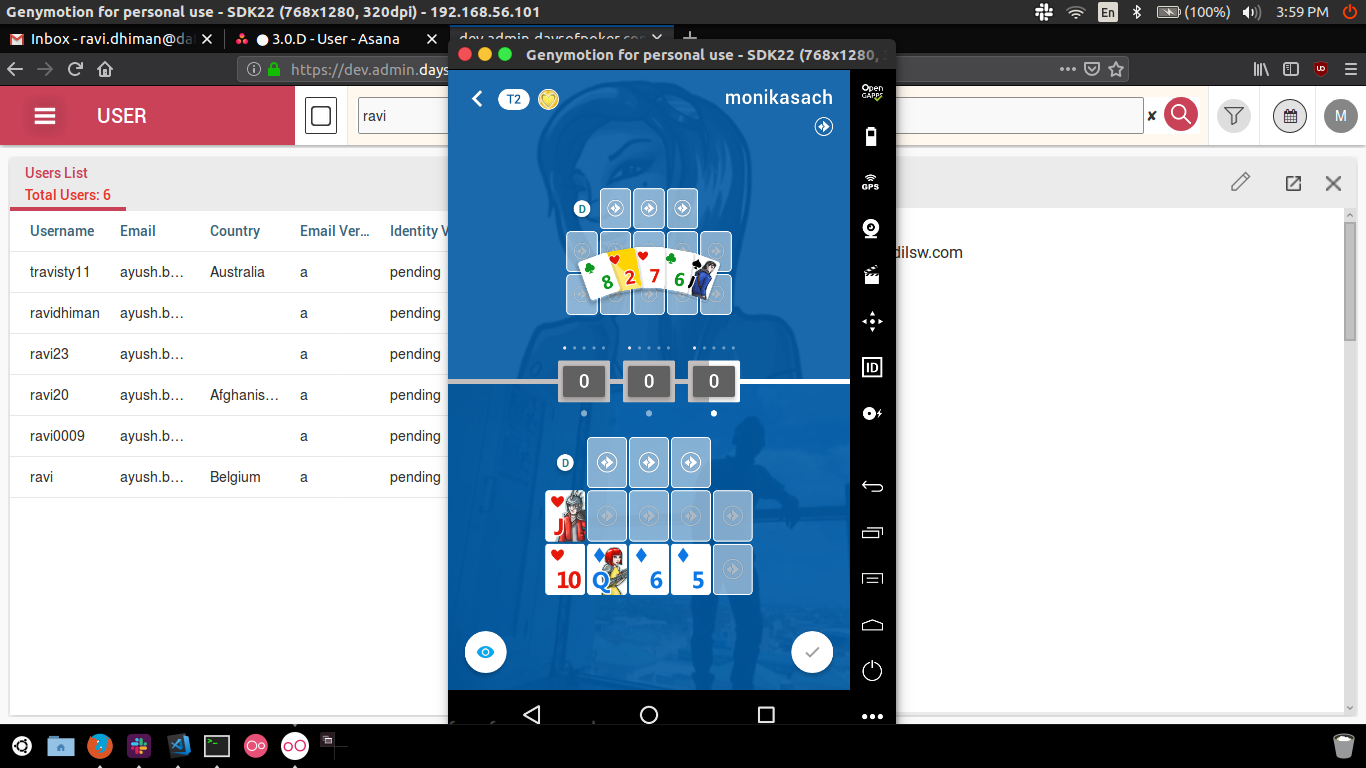 Genymotion for personal use - SDK22 (768x1280, 320dpi) - 192.168.56.101
En
(100%)
3:59 PM
Inbox - ravi.dhiman@da
3.0.D - User - Asana
dev.admin.daysofpoker.com
Genymotion for personal use - SDK22 (768x1280,
https://dev.admin.days
USER
ravi
M
Users List
Total Users: 6
Username Email Country Email Ver... Identity V
travisty11 ayush.b... Australia a pending
ravidhiman ayush.b... a pending
ravi23 ayush.b... a pending
ravi20 ayush.b... Afghanis... a pending
ravi0009 ayush.b... a pending
ravi ayush.b... Belgium a pending
dilsw.com
T2
monikasach
D
8 2 7 6
0 0 0
D
J
10 Q 6 5
Open
GAPPS
GPS
ID